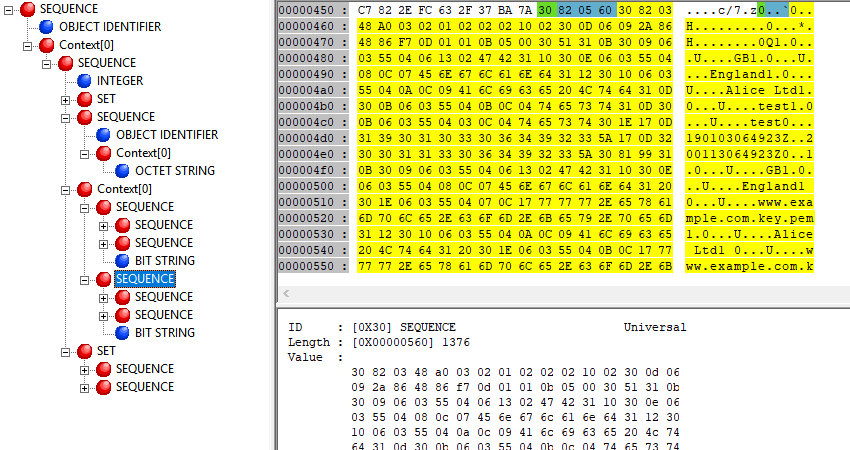 SEQUENCE
OBJECT IDENTIFIER
Context[0]
SEQUENCE
INTEGER
SET
SEQUENCE
OBJECT IDENTIFIER
Context[0]
OCTET STRING
Context[0]
SEQUENCE
SEQUENCE
SEQUENCE
BIT STRING
SEQUENCE
SEQUENCE
SEQUENCE
BIT STRING
SET
SEQUENCE
SEQUENCE
00000450 : C7 82 2E FC 63 2F 37 BA 7A 30 82 05 60 30 82 03 ....c/7.z0..`0..
00000460 : 48 A0 03 02 01 02 02 02 10 02 30 0D 06 09 2A 86 H.........0...*.
00000470 : 48 86 F7 0D 01 01 0B 05 00 30 51 31 0B 30 09 06 H........0Q1.0..
00000480 : 03 55 04 06 13 02 47 42 31 10 30 0E 06 03 55 04 .U....GB1.0...U.
00000490 : 08 0C 07 45 6E 67 6C 61 6E 64 31 12 30 10 06 03 ...England1.0...
000004a0 : 55 04 0A 0C 09 41 6C 69 63 65 20 4C 74 64 31 0D U....Alice Ltd1.
000004b0 : 30 0B 06 03 55 04 0B 0C 04 74 65 73 74 31 0D 30 0...U....test1.0
000004c0 : 0B 06 03 55 04 03 0C 04 74 65 73 74 30 1E 17 0D ...U....test0...
000004d0 : 31 39 30 31 30 33 30 36 34 39 32 33 5A 17 0D 32 190103064923Z..2
000004e0 : 30 30 31 31 33 30 36 34 39 32 33 5A 30 81 99 31 00113064923Z0..1
000004f0 : 0B 30 09 06 03 55 04 06 13 02 47 42 31 10 30 0E .0...U....GB1.0.
00000500 : 06 03 55 04 08 0C 07 45 6E 67 6C 61 6E 64 31 20 ..U....England1
00000510 : 30 1E 06 03 55 04 07 0C 17 77 77 77 2E 65 78 61 0...U....www.exa
00000520 : 6D 70 6C 65 2E 63 6F 6D 2E 6B 65 79 2E 70 65 6D mple.com.key.pem
00000530 : 31 12 30 10 06 03 55 04 0A 0C 09 41 6C 69 63 65 1.0...U....Alice
00000540 : 20 4C 74 64 31 20 30 1E 06 03 55 04 0B 0C 17 77 Ltd1 0...U....w
00000550 : 77 77 2E 65 78 61 6D 70 6C 65 2E 63 6F 6D 2E 6B ww.example.com.k
ID : [0X30] SEQUENCE Universal
Length : [0X00000560] 1376
Value :
30 82 03 48 a0 03 02 01 02 02 02 10 02 30 0d 06
09 2a 86 48 86 f7 0d 01 01 0b 05 00 30 51 31 0b
30 09 06 03 55 04 06 13 02 47 42 31 10 30 0e 06
03 55 04 08 0c 07 45 6e 67 6c 61 6e 64 31 12 30
10 06 03 55 04 0a 0c 09 41 6c 69 63 65 20 4c 74
64 31 0d 30 0b 06 03 55 04 0b 0c 04 74 65 73 74